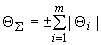 Θ_Σ = ±∑_{i=1}^{m} | Θ_i |